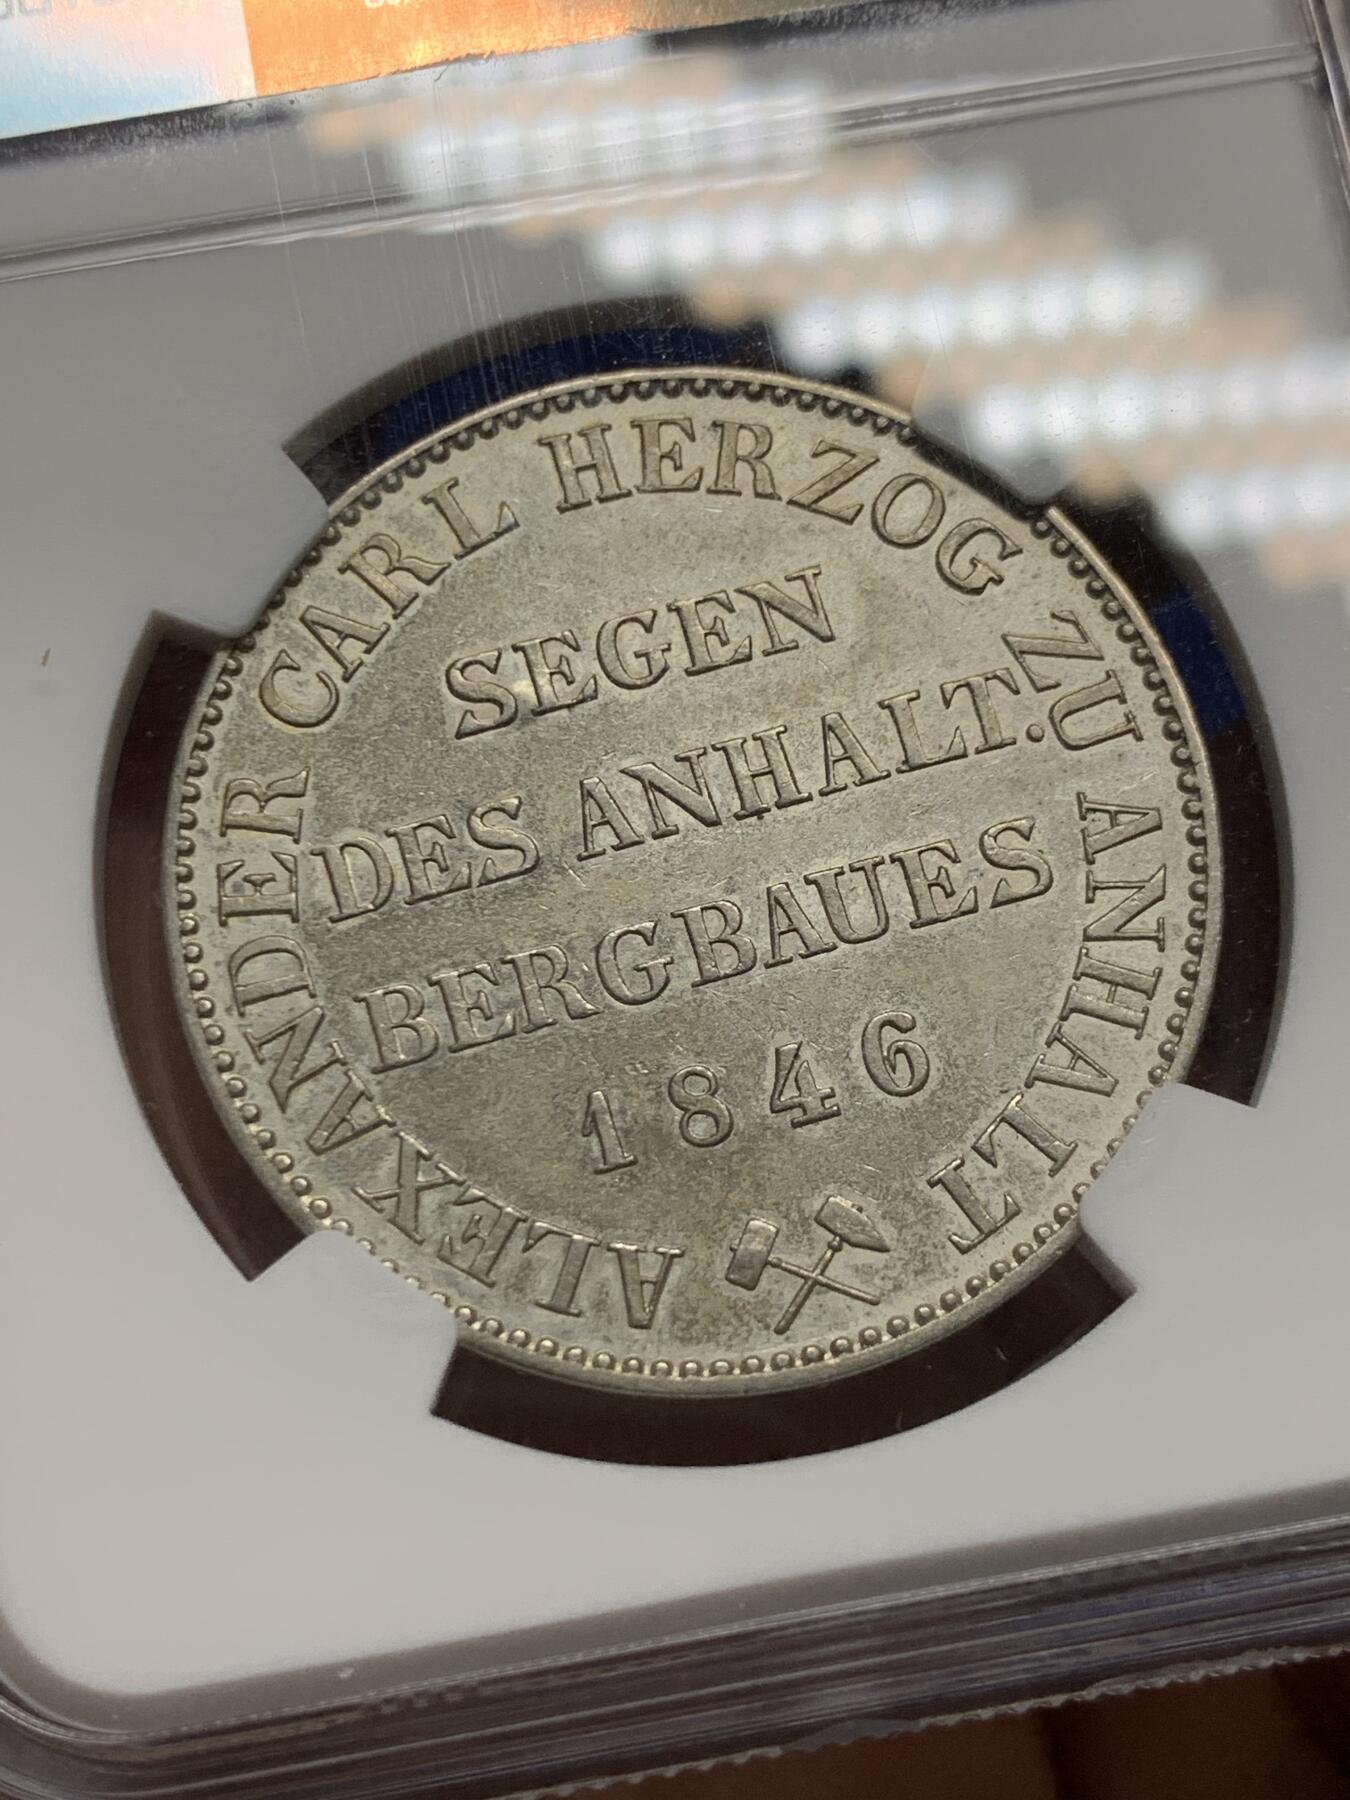 ALEXANDER CARL HERZOG ZU ANHALT
SEGEN
DES ANHALT.
BERGBAUES
1846